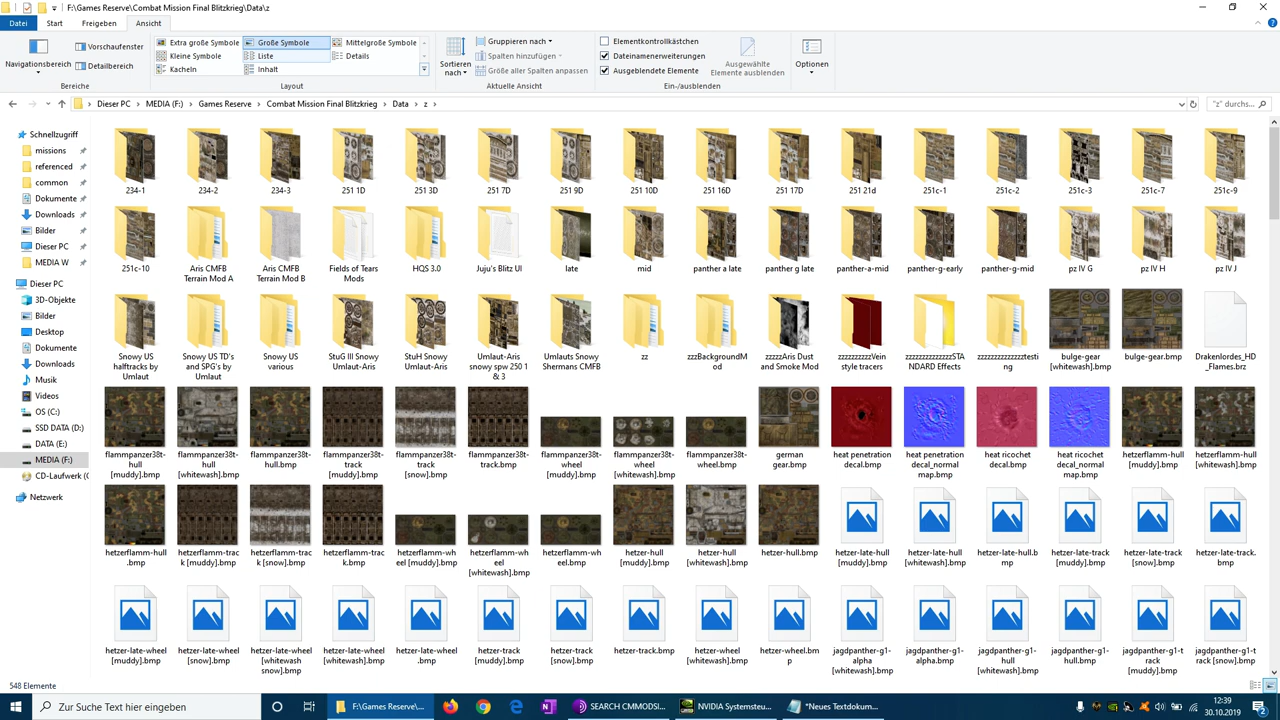 F:\Games Reserve\Combat Mission Final Blitzkrieg\Data\z
Datei Start Freigeben Ansicht
Navigationsbereich
Vorschaufenster
Detailbereich
Bereiche
Extra große Symbole Große Symbole Mittelgroße Symbole
Kleine Symbole Liste Details
Kacheln Inhalt
Layout
Sortieren nach
Gruppieren nach
Spalten hinzufügen
Größe aller Spalten anpassen
Aktuelle Ansicht
Elementkontrollkästchen
Dateinamenerweiterungen
Ausgeblendete Elemente
Ausgewählte Elemente ausblenden
Ein-/ausblenden
Optionen
Dieser PC > MEDIA (F:) > Games Reserve > Combat Mission Final Blitzkrieg > Data > z >
"z" durchs...
Schnellzugriff
missions
referenced
common
Dokumente
Downloads
Bilder
Dieser PC
MEDIA W
Dieser PC
3D-Objekte
Bilder
Desktop
Dokumente
Downloads
Musik
Videos
OS (C:)
SSD DATA (D:)
DATA (E:)
MEDIA (F:)
CD-Laufwerk (
Netzwerk
234-1 234-2 234-3 251 1D 251 3D 251 7D 251 9D 251 10D 251 16D 251 17D 251 21d 251c-1 251c-2 251c-3 251c-7 251c-9
251c-10 Aris CMFB Terrain Mod A Aris CMFB Terrain Mod B Fields of Tears Mods HQS 3.0 Juju's Blitz UI late mid panther a late panther g late panther-a-mid panther-g-early panther-g-mid pz IV G pz IV H pz IV J
Snowy US halftracks by Umlaut Snowy US TD's and SPG's by Umlaut Snowy US various StuG III Snowy Umlaut-Aris StuH Snowy Umlaut-Aris Umlaut-Aris snowy spw 250 1 & 3 Umlauts Snowy Shermans CMFB zz zzzBackgroundMod zzzzzAris Dust and Smoke Mod zzzzzzzzzzVein style tracers zzzzzzzzzzzzzzSTANDARD Effects zzzzzzzzzzzzzztesting bulge-gear [whitewash].bmp bulge-gear.bmp Drakenlordes_HD_Flames.brz
flammpanzer38t-hull [muddy].bmp flammpanzer38t-hull [whitewash].bmp flammpanzer38t-hull.bmp flammpanzer38t-track [muddy].bmp flammpanzer38t-track [snow].bmp flammpanzer38t-track.bmp flammpanzer38t-wheel [muddy].bmp flammpanzer38t-wheel [whitewash].bmp flammpanzer38t-wheel.bmp german gear.bmp heat penetration decal.bmp heat penetration decal_normal map.bmp heat ricochet decal.bmp heat ricochet decal_normal map.bmp hetzerflamm-hull [muddy].bmp hetzerflamm-hull [whitewash].bmp
hetzerflamm-hull.bmp hetzerflamm-track [muddy].bmp hetzerflamm-track [snow].bmp hetzerflamm-track.bmp hetzerflamm-wheel [muddy].bmp hetzerflamm-wheel [whitewash].bmp hetzerflamm-wheel.bmp hetzer-hull [muddy].bmp hetzer-hull [whitewash].bmp hetzer-hull.bmp hetzer-late-hull [muddy].bmp hetzer-late-hull [whitewash].bmp hetzer-late-hull.bmp hetzer-late-track [muddy].bmp hetzer-late-track [snow].bmp hetzer-late-track.bmp
hetzer-late-wheel [muddy].bmp hetzer-late-wheel [snow].bmp hetzer-late-wheel [whitewash snow].bmp hetzer-late-wheel [whitewash].bmp hetzer-late-wheel.bmp hetzer-track [muddy].bmp hetzer-track [snow].bmp hetzer-track.bmp hetzer-wheel [whitewash].bmp hetzer-wheel.bmp jagdpanther-g1-alpha [whitewash].bmp jagdpanther-g1-alpha.bmp jagdpanther-g1-hull [whitewash].bmp jagdpanther-g1-hull.bmp jagdpanther-g1-track [muddy].bmp jagdpanther-g1-track [snow].bmp
548 Elemente
Zur Suche Text hier eingeben
F:\Games Reserve\...
SEARCH CMMODSI...
NVIDIA Systemsteu...
*Neues Textdokum...
12:39
30.10.2019
2